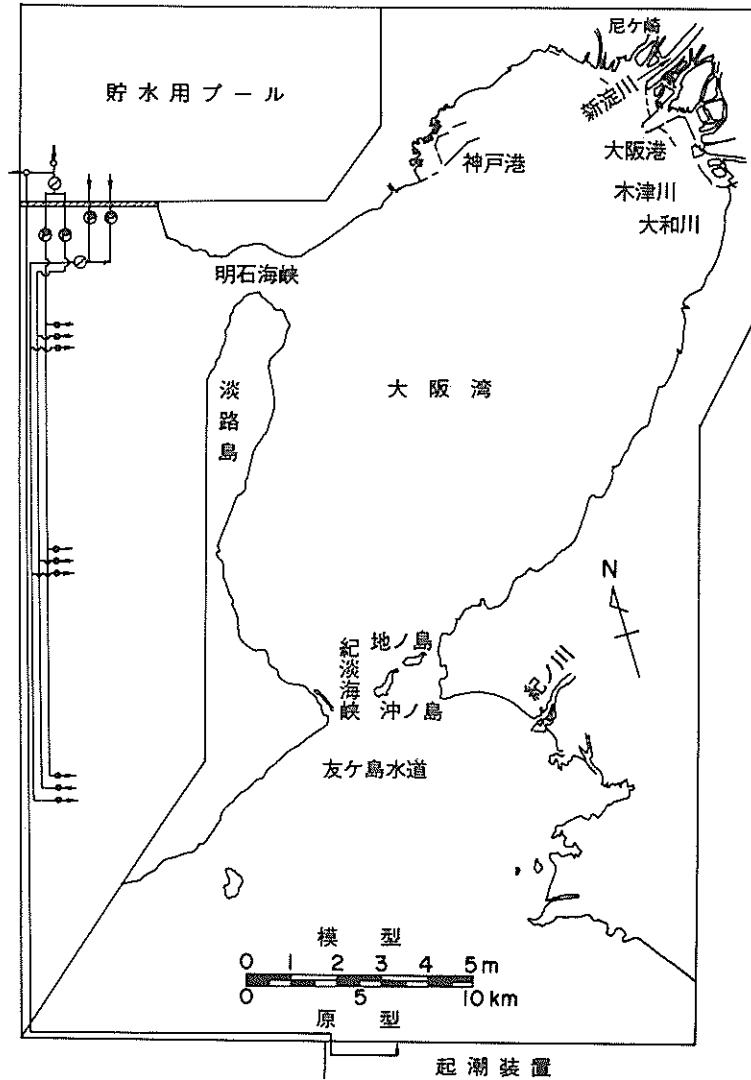 尼ケ崎
貯水用プール
新淀川
神戸港
大阪港
木津川
大和川
明石海峡
淡路島
大阪湾
N
地ノ島
紀淡海峡
沖ノ島
紀ノ川
友ケ島水道
模型
0 1 2 3 4 5m
0 5 10km
原型
起潮装置